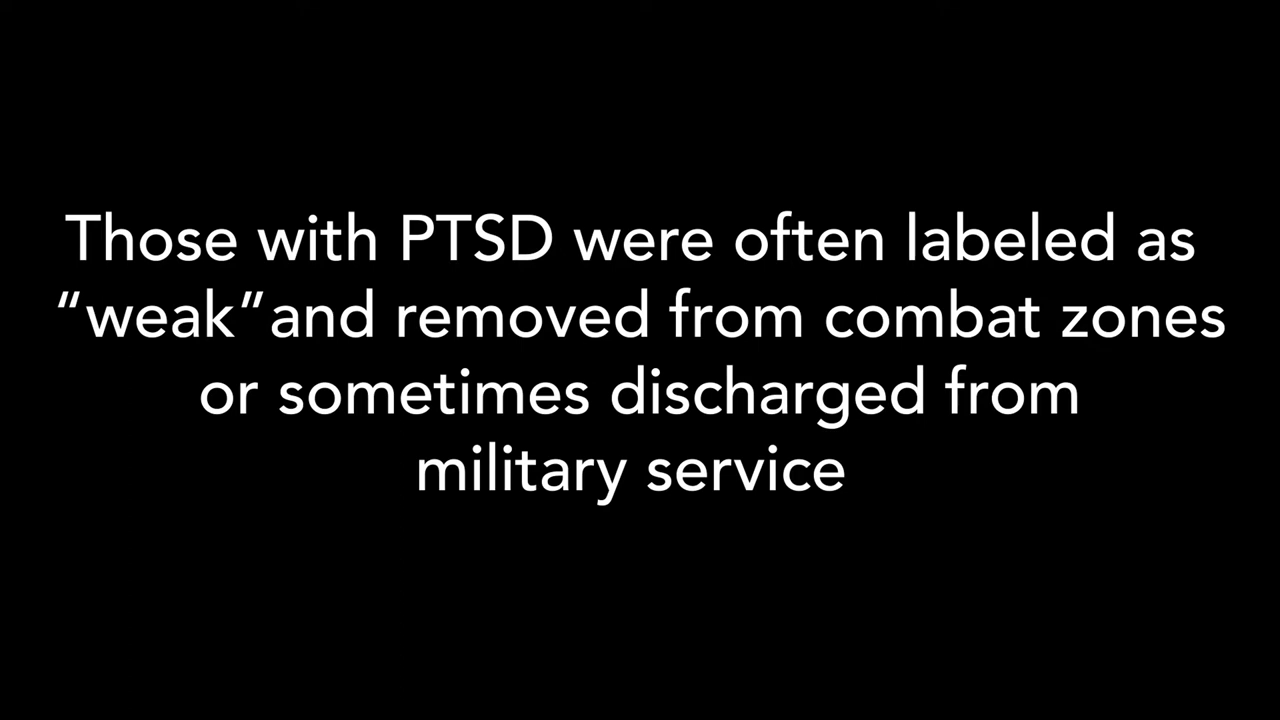 Those with PTSD were often labeled as
“weak”and removed from combat zones
or sometimes discharged from
military service